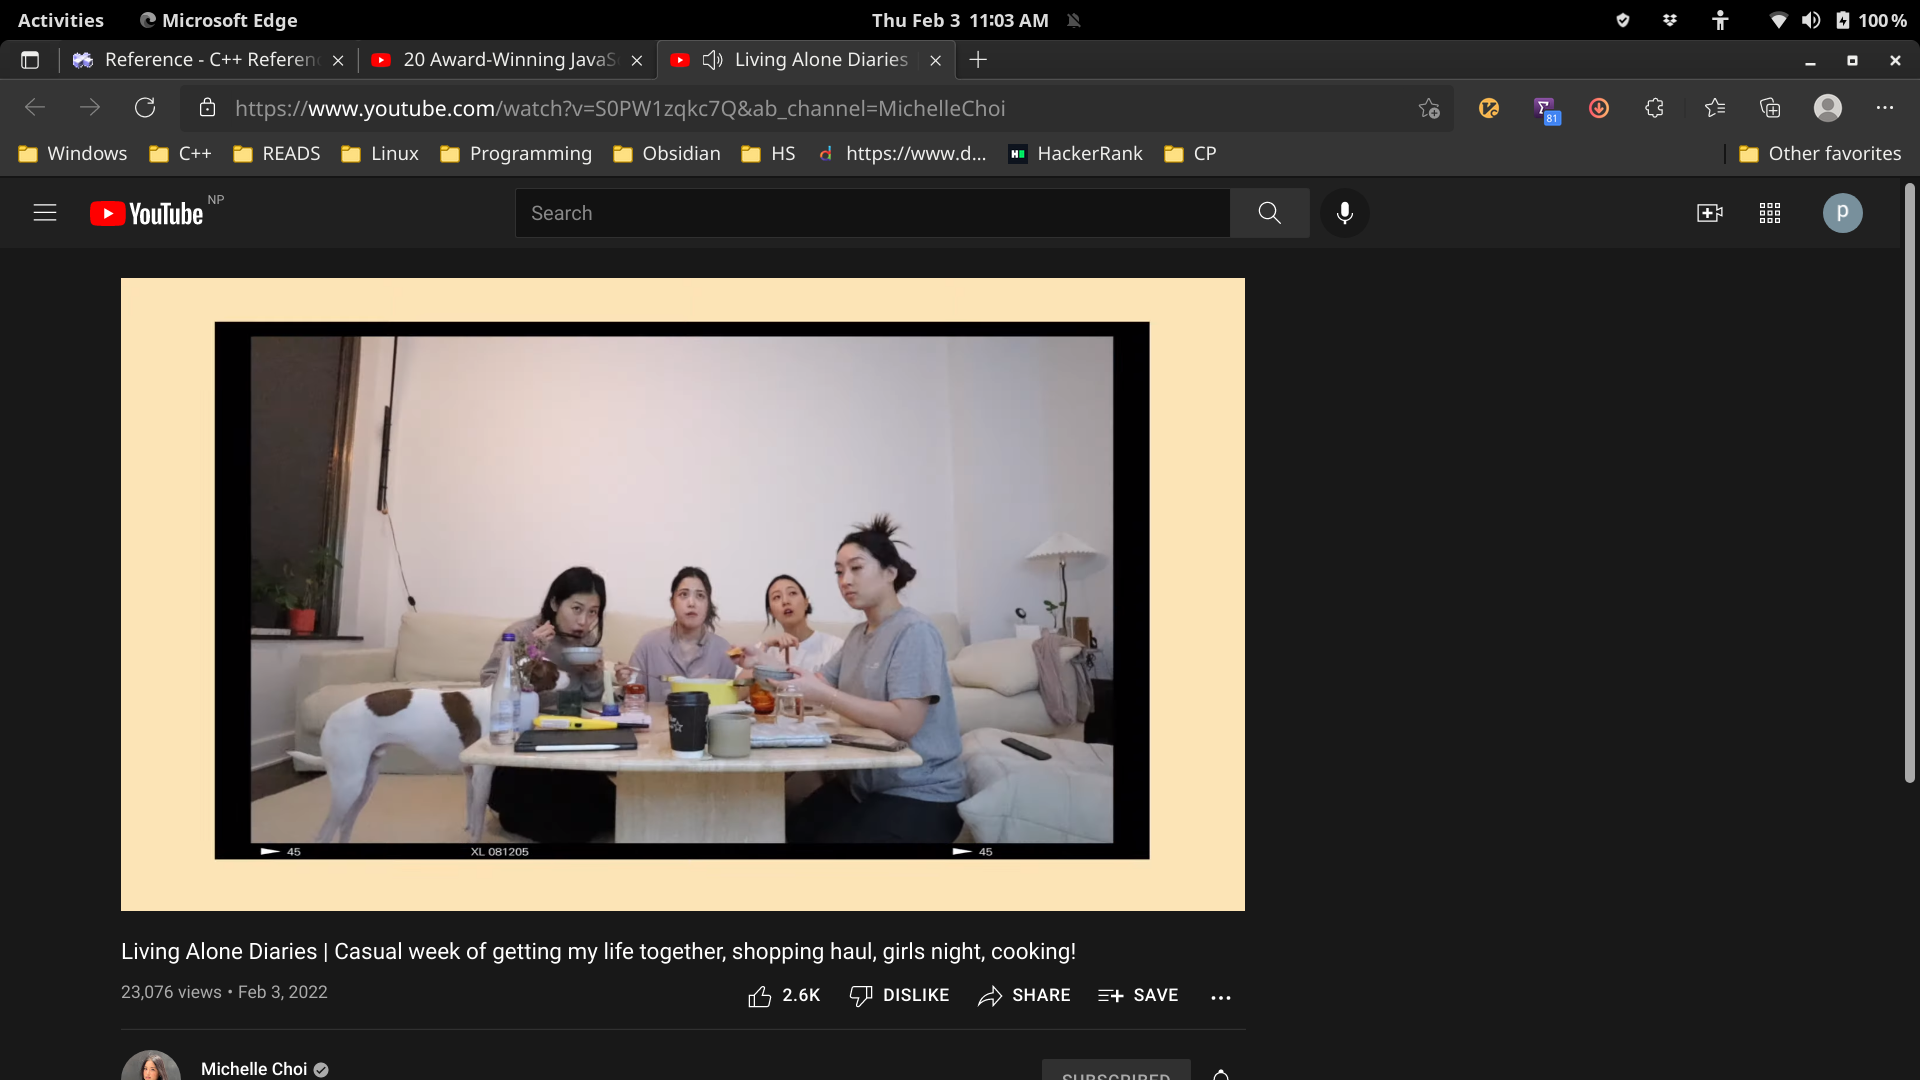 Activities
Microsoft Edge
Thu Feb 3 11:03 AM
100 %
Reference - C++ Referen
20 Award-Winning JavaS
Living Alone Diaries
https://www.youtube.com/watch?v=S0PW1zqkc7Q&ab_channel=MichelleChoi
81
Windows
C++
READS
Linux
Programming
Obsidian
HS
https://www.d...
HackerRank
CP
Other favorites
YouTube NP
Search
p
45
XL 081205
45
Living Alone Diaries | Casual week of getting my life together, shopping haul, girls night, cooking!
23,076 views • Feb 3, 2022
2.6K
DISLIKE
SHARE
SAVE
Michelle Choi
SUBSCRIBED